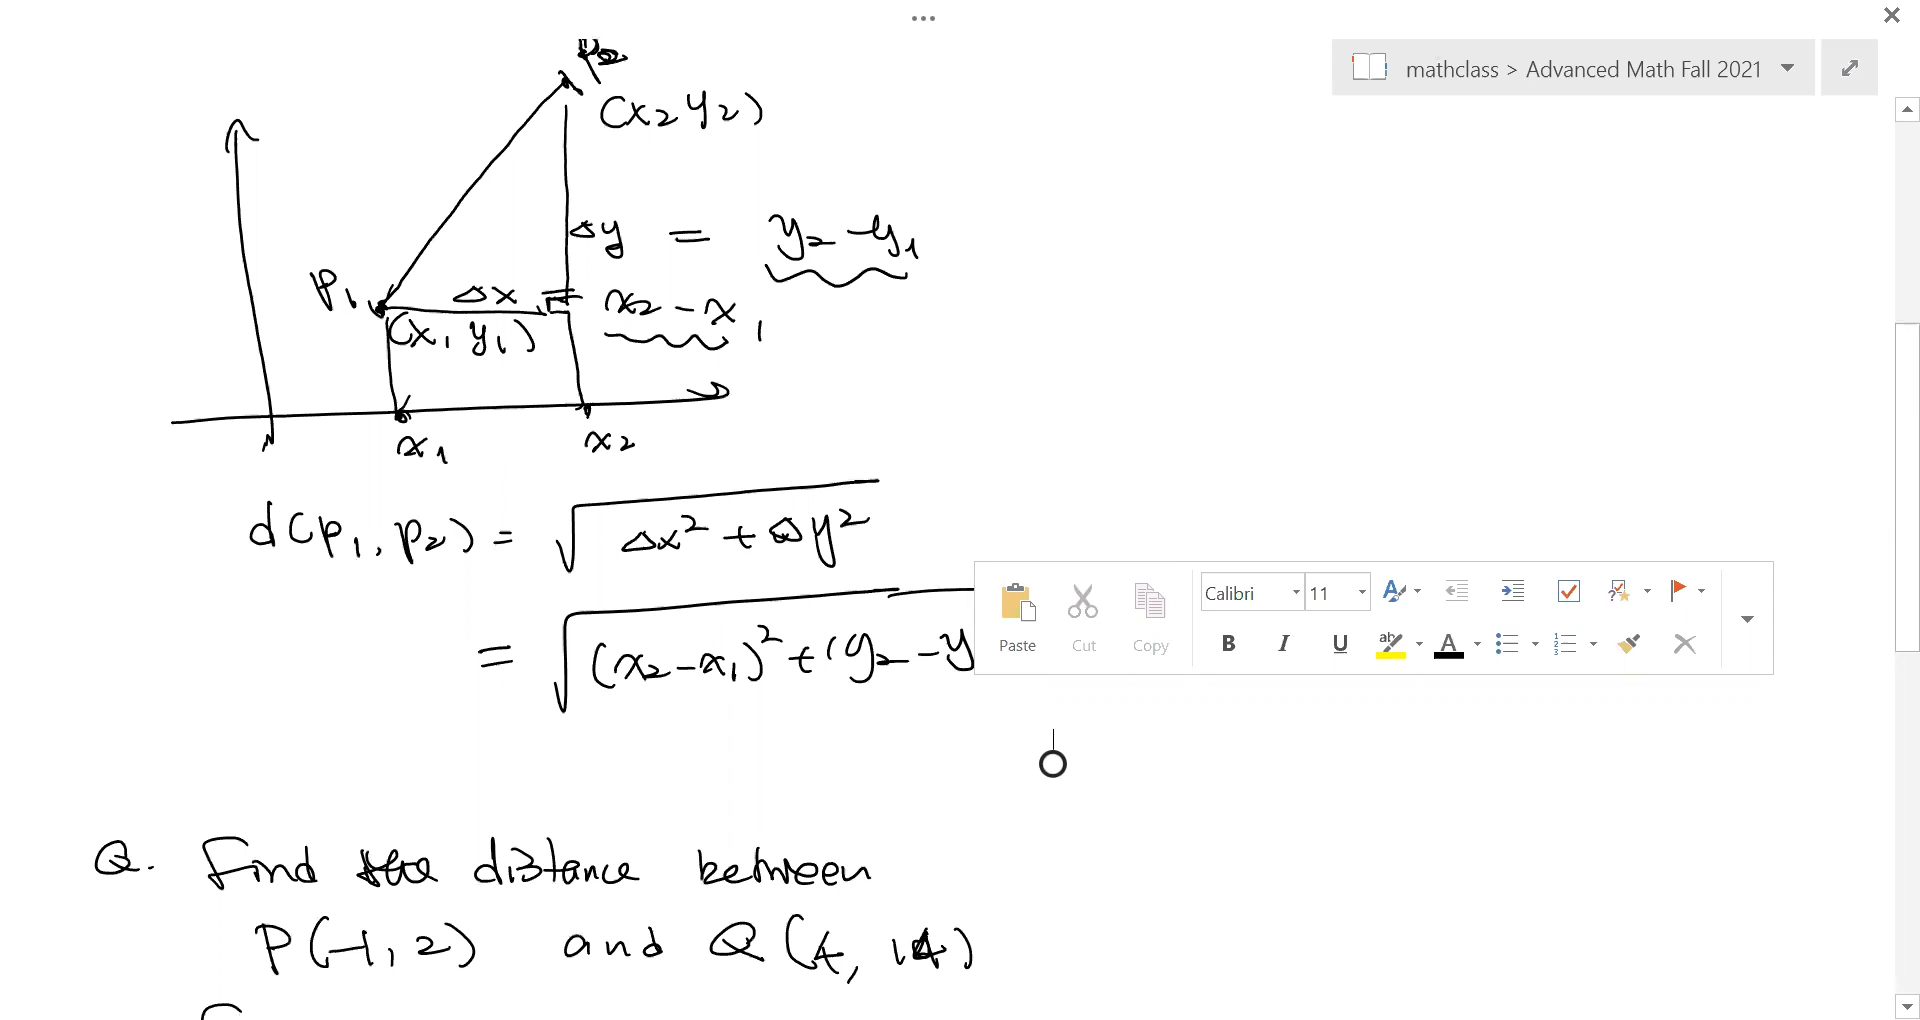 mathclass > Advanced Math Fall 2021
P2
(x2 y2)
Δy = y2 - y1
P1 Δx = x2 - x1
(x1 y1)
x1 x2
d(P1, P2) = √Δx² + Δy²
= √(x2-x1)² + (y2-y
Calibri 11
Paste Cut Copy B I U ab A
Q. Find the distance between
P(-1, 2) and Q(4, 14)